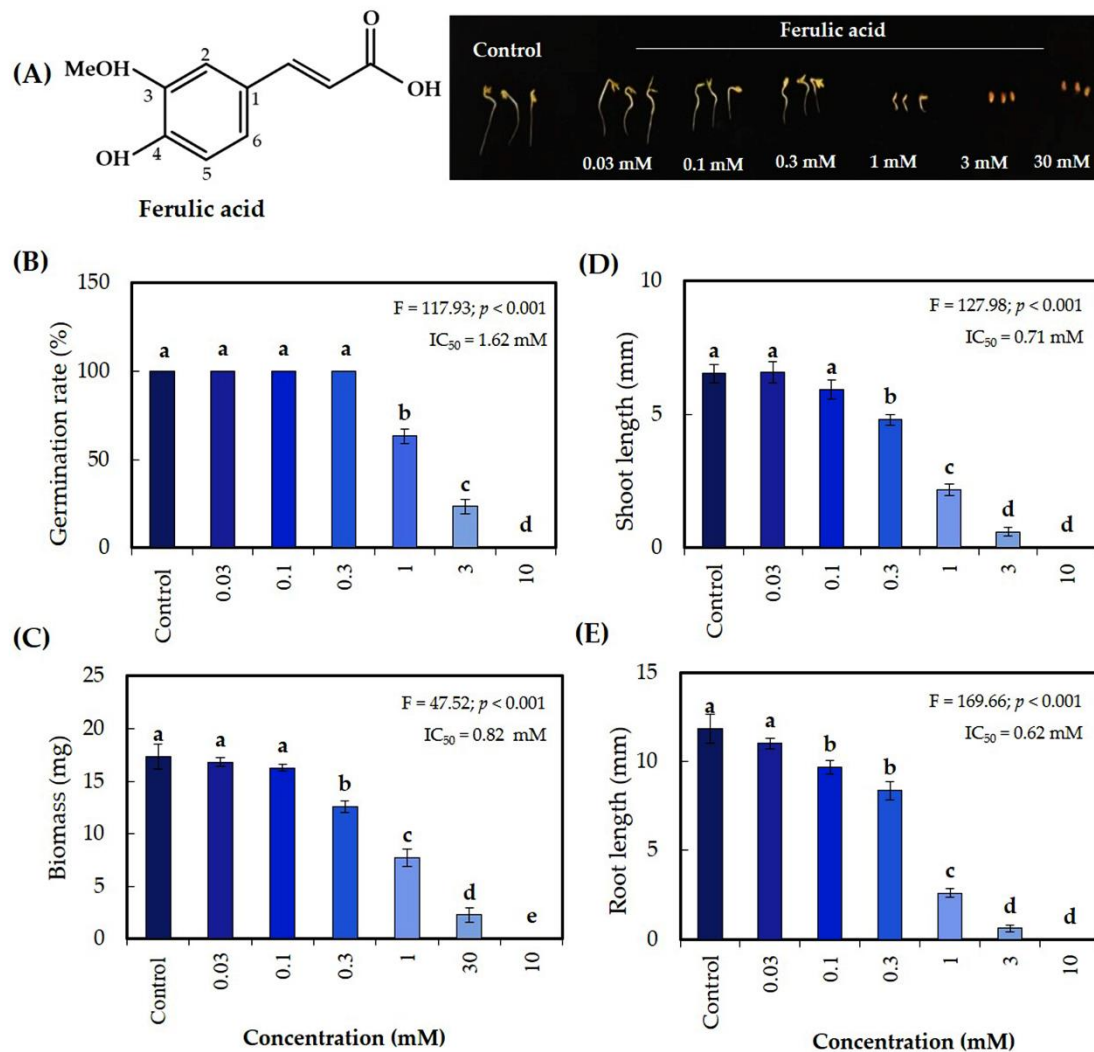 (A)
MeOH
OH
O
OH
1
2
3
4
5
6
Ferulic acid
Control
Ferulic acid
0.03 mM
0.1 mM
0.3 mM
1 mM
3 mM
30 mM
(B)
Germination rate (%)
150
100
50
0
F = 117.93; p < 0.001
IC₅₀ = 1.62 mM
a
a
a
a
b
c
d
Control
0.03
0.1
0.3
1
3
10
(D)
Shoot length (mm)
10
5
0
F = 127.98; p < 0.001
IC₅₀ = 0.71 mM
a
a
a
b
c
d
d
Control
0.03
0.1
0.3
1
3
10
(C)
Biomass (mg)
25
20
15
10
5
0
F = 47.52; p < 0.001
IC₅₀ = 0.82 mM
a
a
a
b
c
d
e
Control
0.03
0.1
0.3
1
30
10
Concentration (mM)
(E)
Root length (mm)
15
10
5
0
F = 169.66; p < 0.001
IC₅₀ = 0.62 mM
a
a
b
b
c
d
d
Control
0.03
0.1
0.3
1
3
10
Concentration (mM)